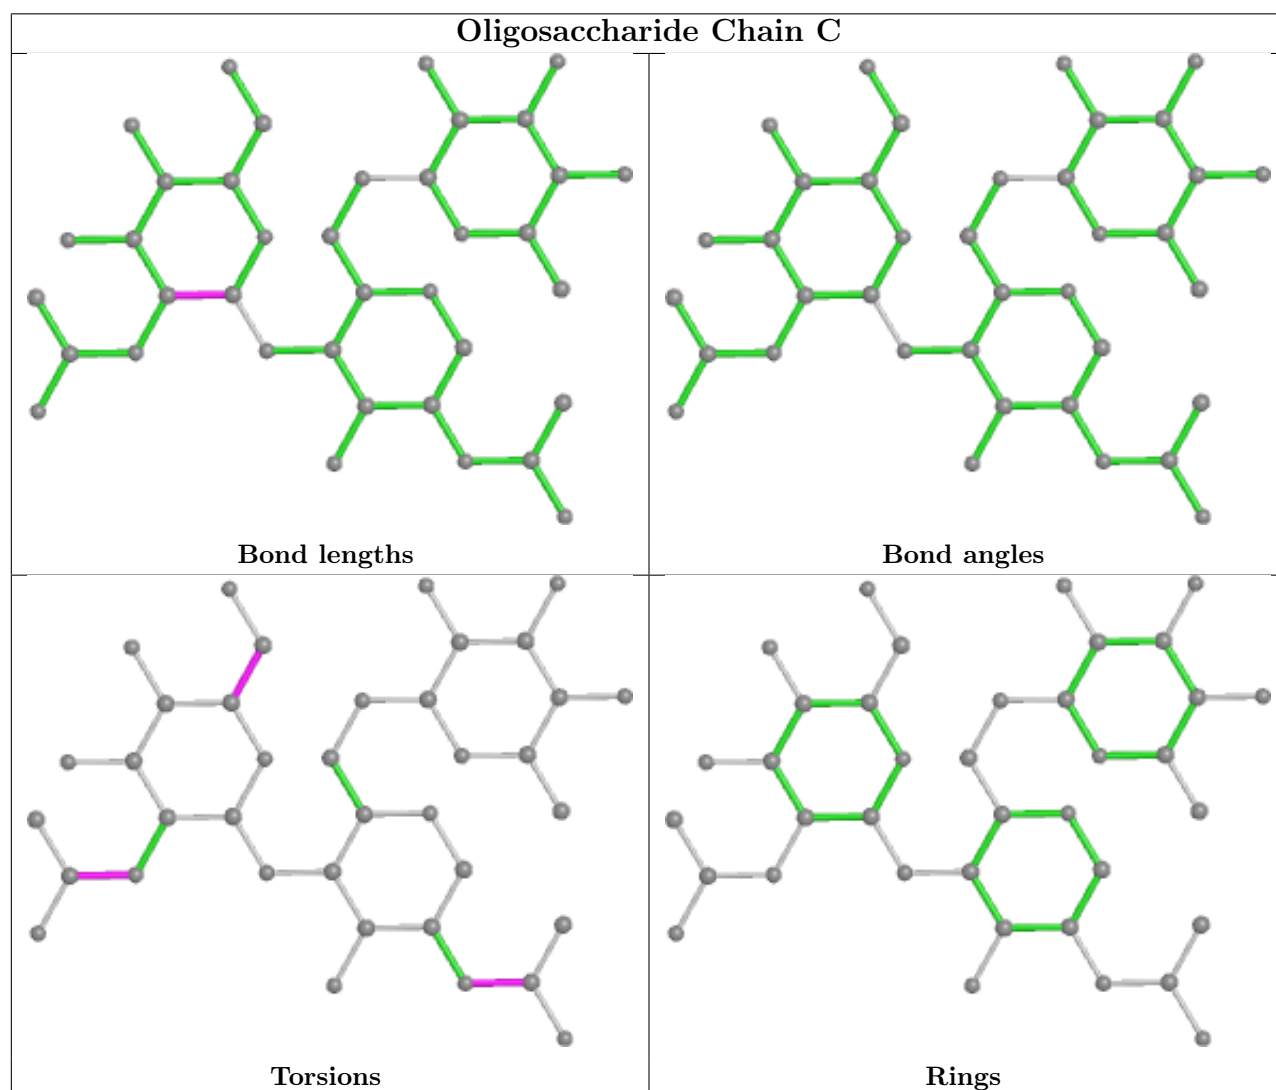 Oligosaccharide Chain C
Bond lengths
Bond angles
Torsions
Rings